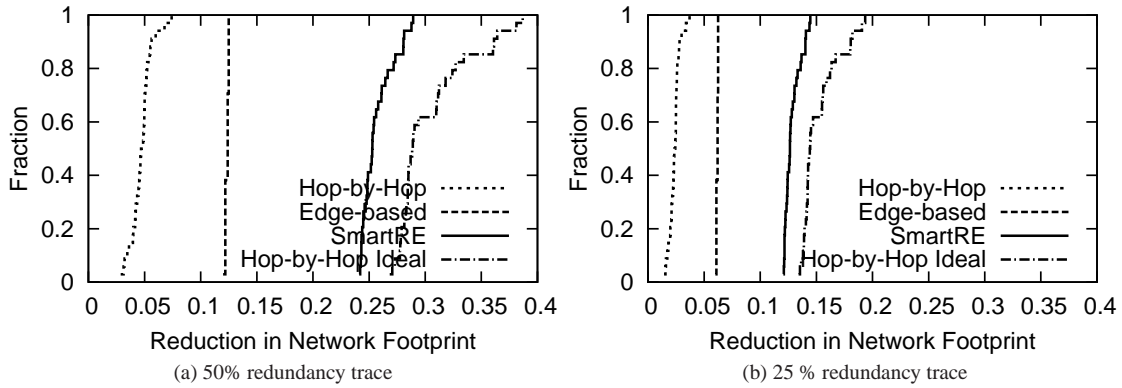 1
0.8
0.6
0.4
0.2
0
Fraction
Hop-by-Hop
Edge-based
SmartRE
Hop-by-Hop Ideal
0 0.05 0.1 0.15 0.2 0.25 0.3 0.35 0.4
Reduction in Network Footprint
(a) 50% redundancy trace
1
0.8
0.6
0.4
0.2
0
Fraction
Hop-by-Hop
Edge-based
SmartRE
Hop-by-Hop Ideal
0 0.05 0.1 0.15 0.2 0.25 0.3 0.35 0.4
Reduction in Network Footprint
(b) 25 % redundancy trace